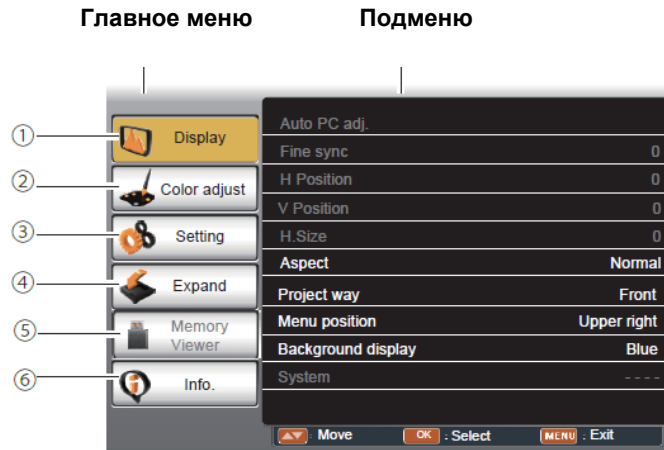 Главное меню Подменю
① Display
② Color adjust
③ Setting
④ Expand
⑤ Memory
Viewer
⑥ Info.
Auto PC adj.
Fine sync 0
H Position 0
V Position 0
H.Size 0
Aspect Normal
Project way Front
Menu position Upper right
Background display Blue
System - - - -
Move OK : Select MENU : Exit